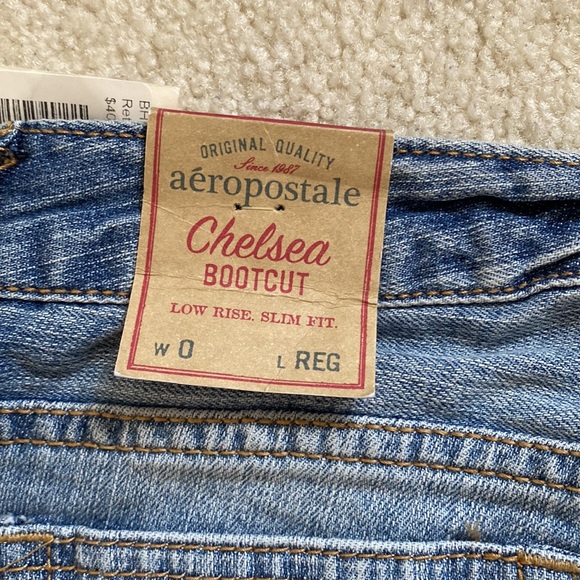 ORIGINAL QUALITY
Since 1987
aéropostale
Chelsea
BOOTCUT
LOW RISE. SLIM FIT.
W 0 L REG